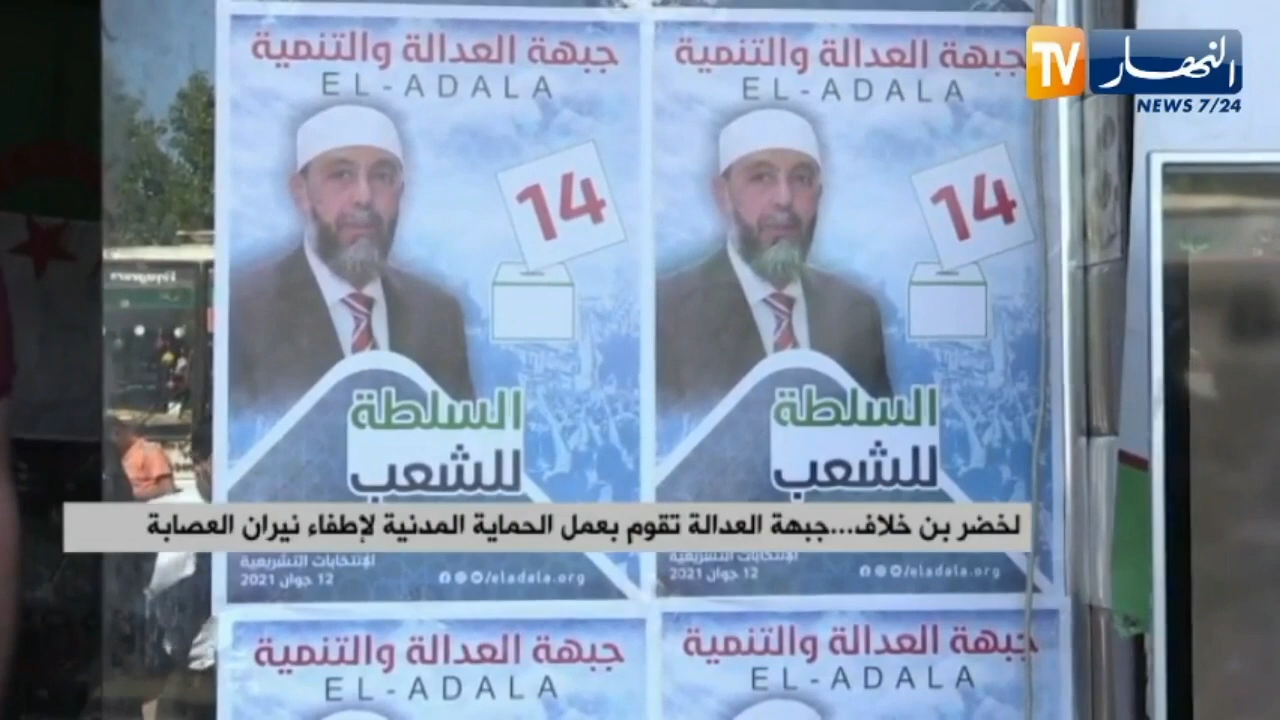 جبهة العدالة والتنمية
EL-ADALA
14
السلطة
للشعب
الإنتخابات التشريعية
12 جوان 2021
/eladala.org
جبهة العدالة والتنمية
EL-ADALA
14
السلطة
للشعب
الإنتخابات التشريعية
12 جوان 2021
/eladala.org
TV النهار
NEWS 7/24
لخضر بن خلاف...جبهة العدالة تقوم بعمل الحماية المدنية لإطفاء نيران العصابة
جبهة العدالة والتنمية
EL-ADALA
جبهة العدالة والتنمية
EL-ADALA